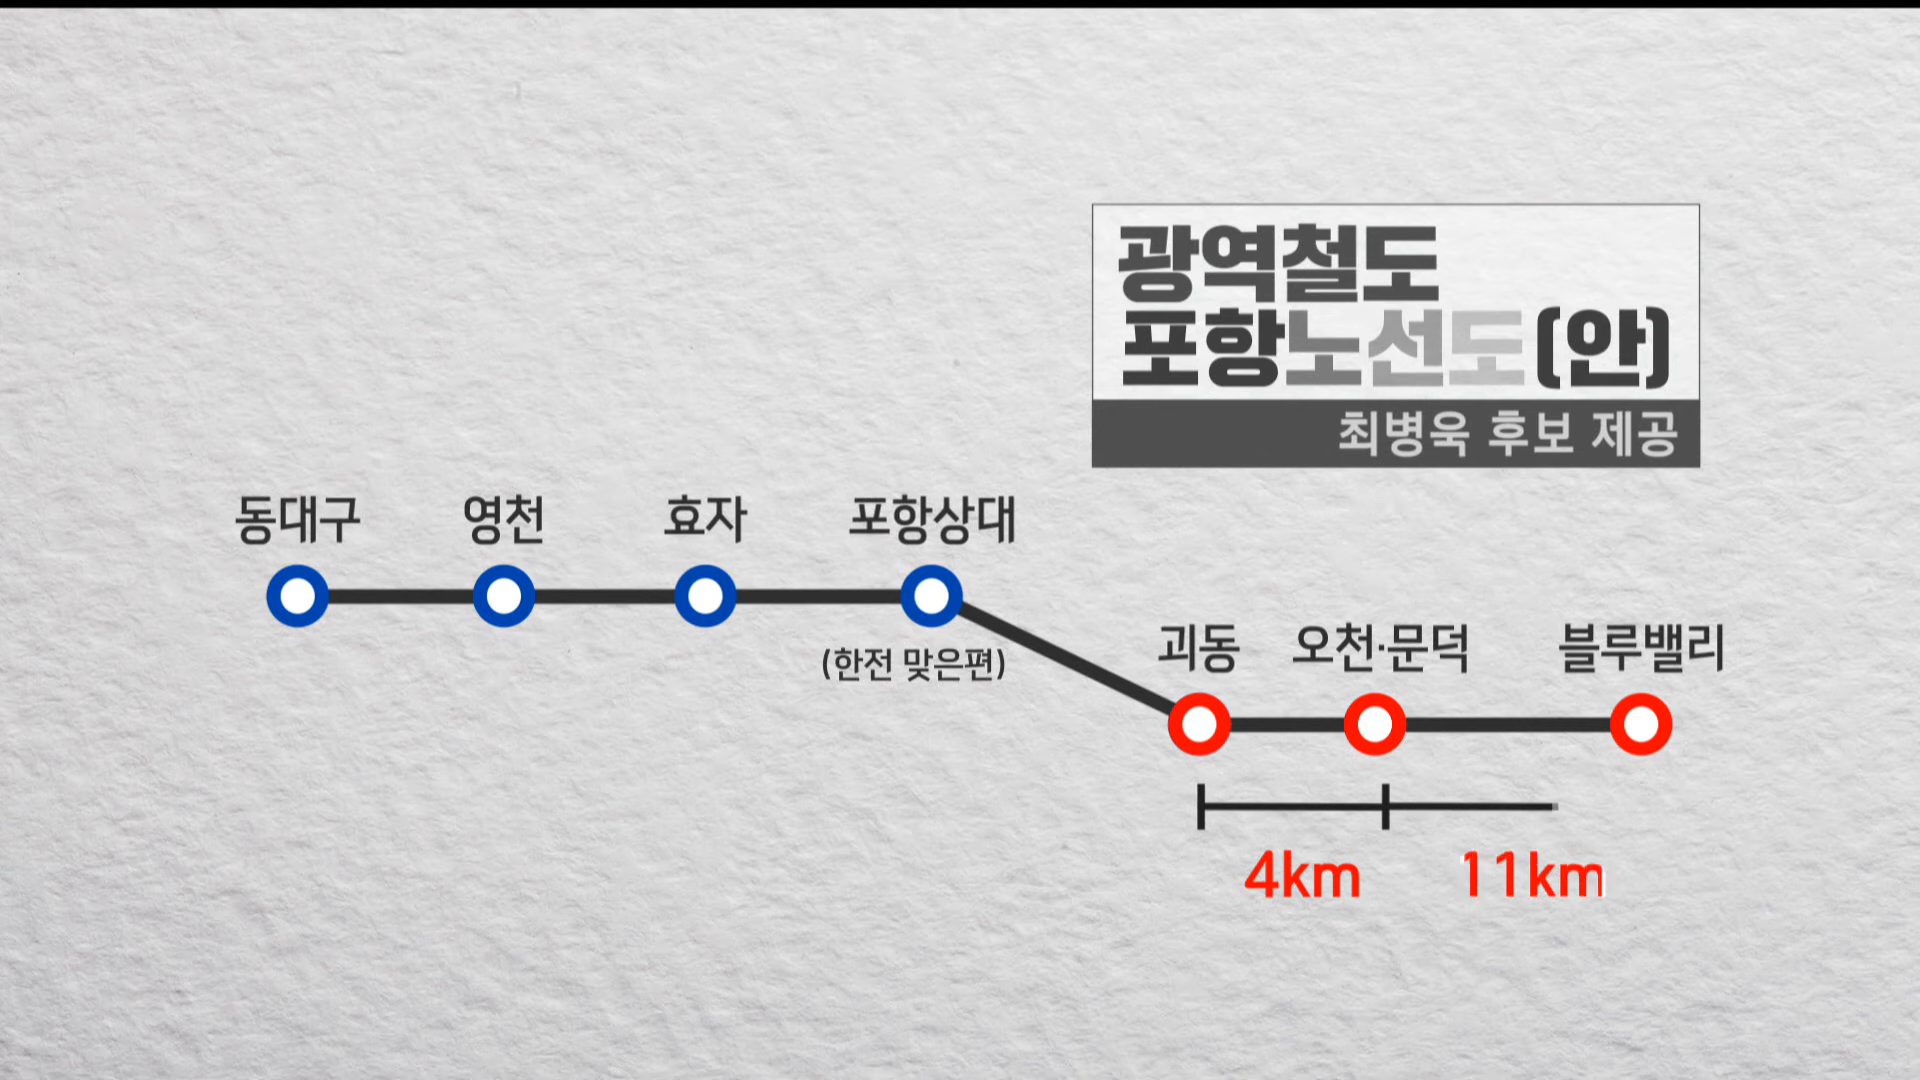 광역철도
포항노선도(안)
최병욱 후보 제공
동대구 영천 효자 포항상대
(한전 맞은편)
괴동 오천·문덕 블루밸리
4km 11km